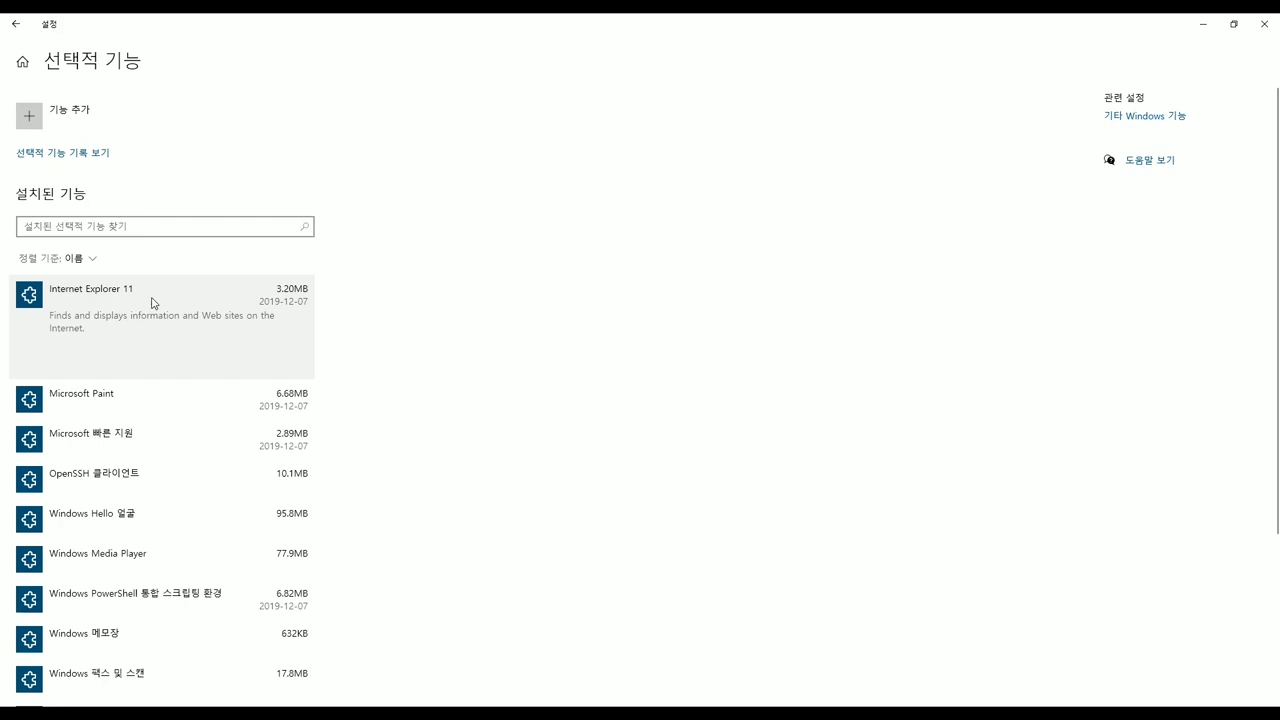 설정
선택적 기능
기능 추가
선택적 기능 기록 보기
설치된 기능
설치된 선택적 기능 찾기
정렬 기준: 이름
Internet Explorer 11 3.20MB
2019-12-07
Finds and displays information and Web sites on the
Internet.
Microsoft Paint 6.68MB
2019-12-07
Microsoft 빠른 지원 2.89MB
2019-12-07
OpenSSH 클라이언트 10.1MB
Windows Hello 얼굴 95.8MB
Windows Media Player 77.9MB
Windows PowerShell 통합 스크립팅 환경 6.82MB
2019-12-07
Windows 메모장 632KB
Windows 팩스 및 스캔 17.8MB
관련 설정
기타 Windows 기능
도움말 보기